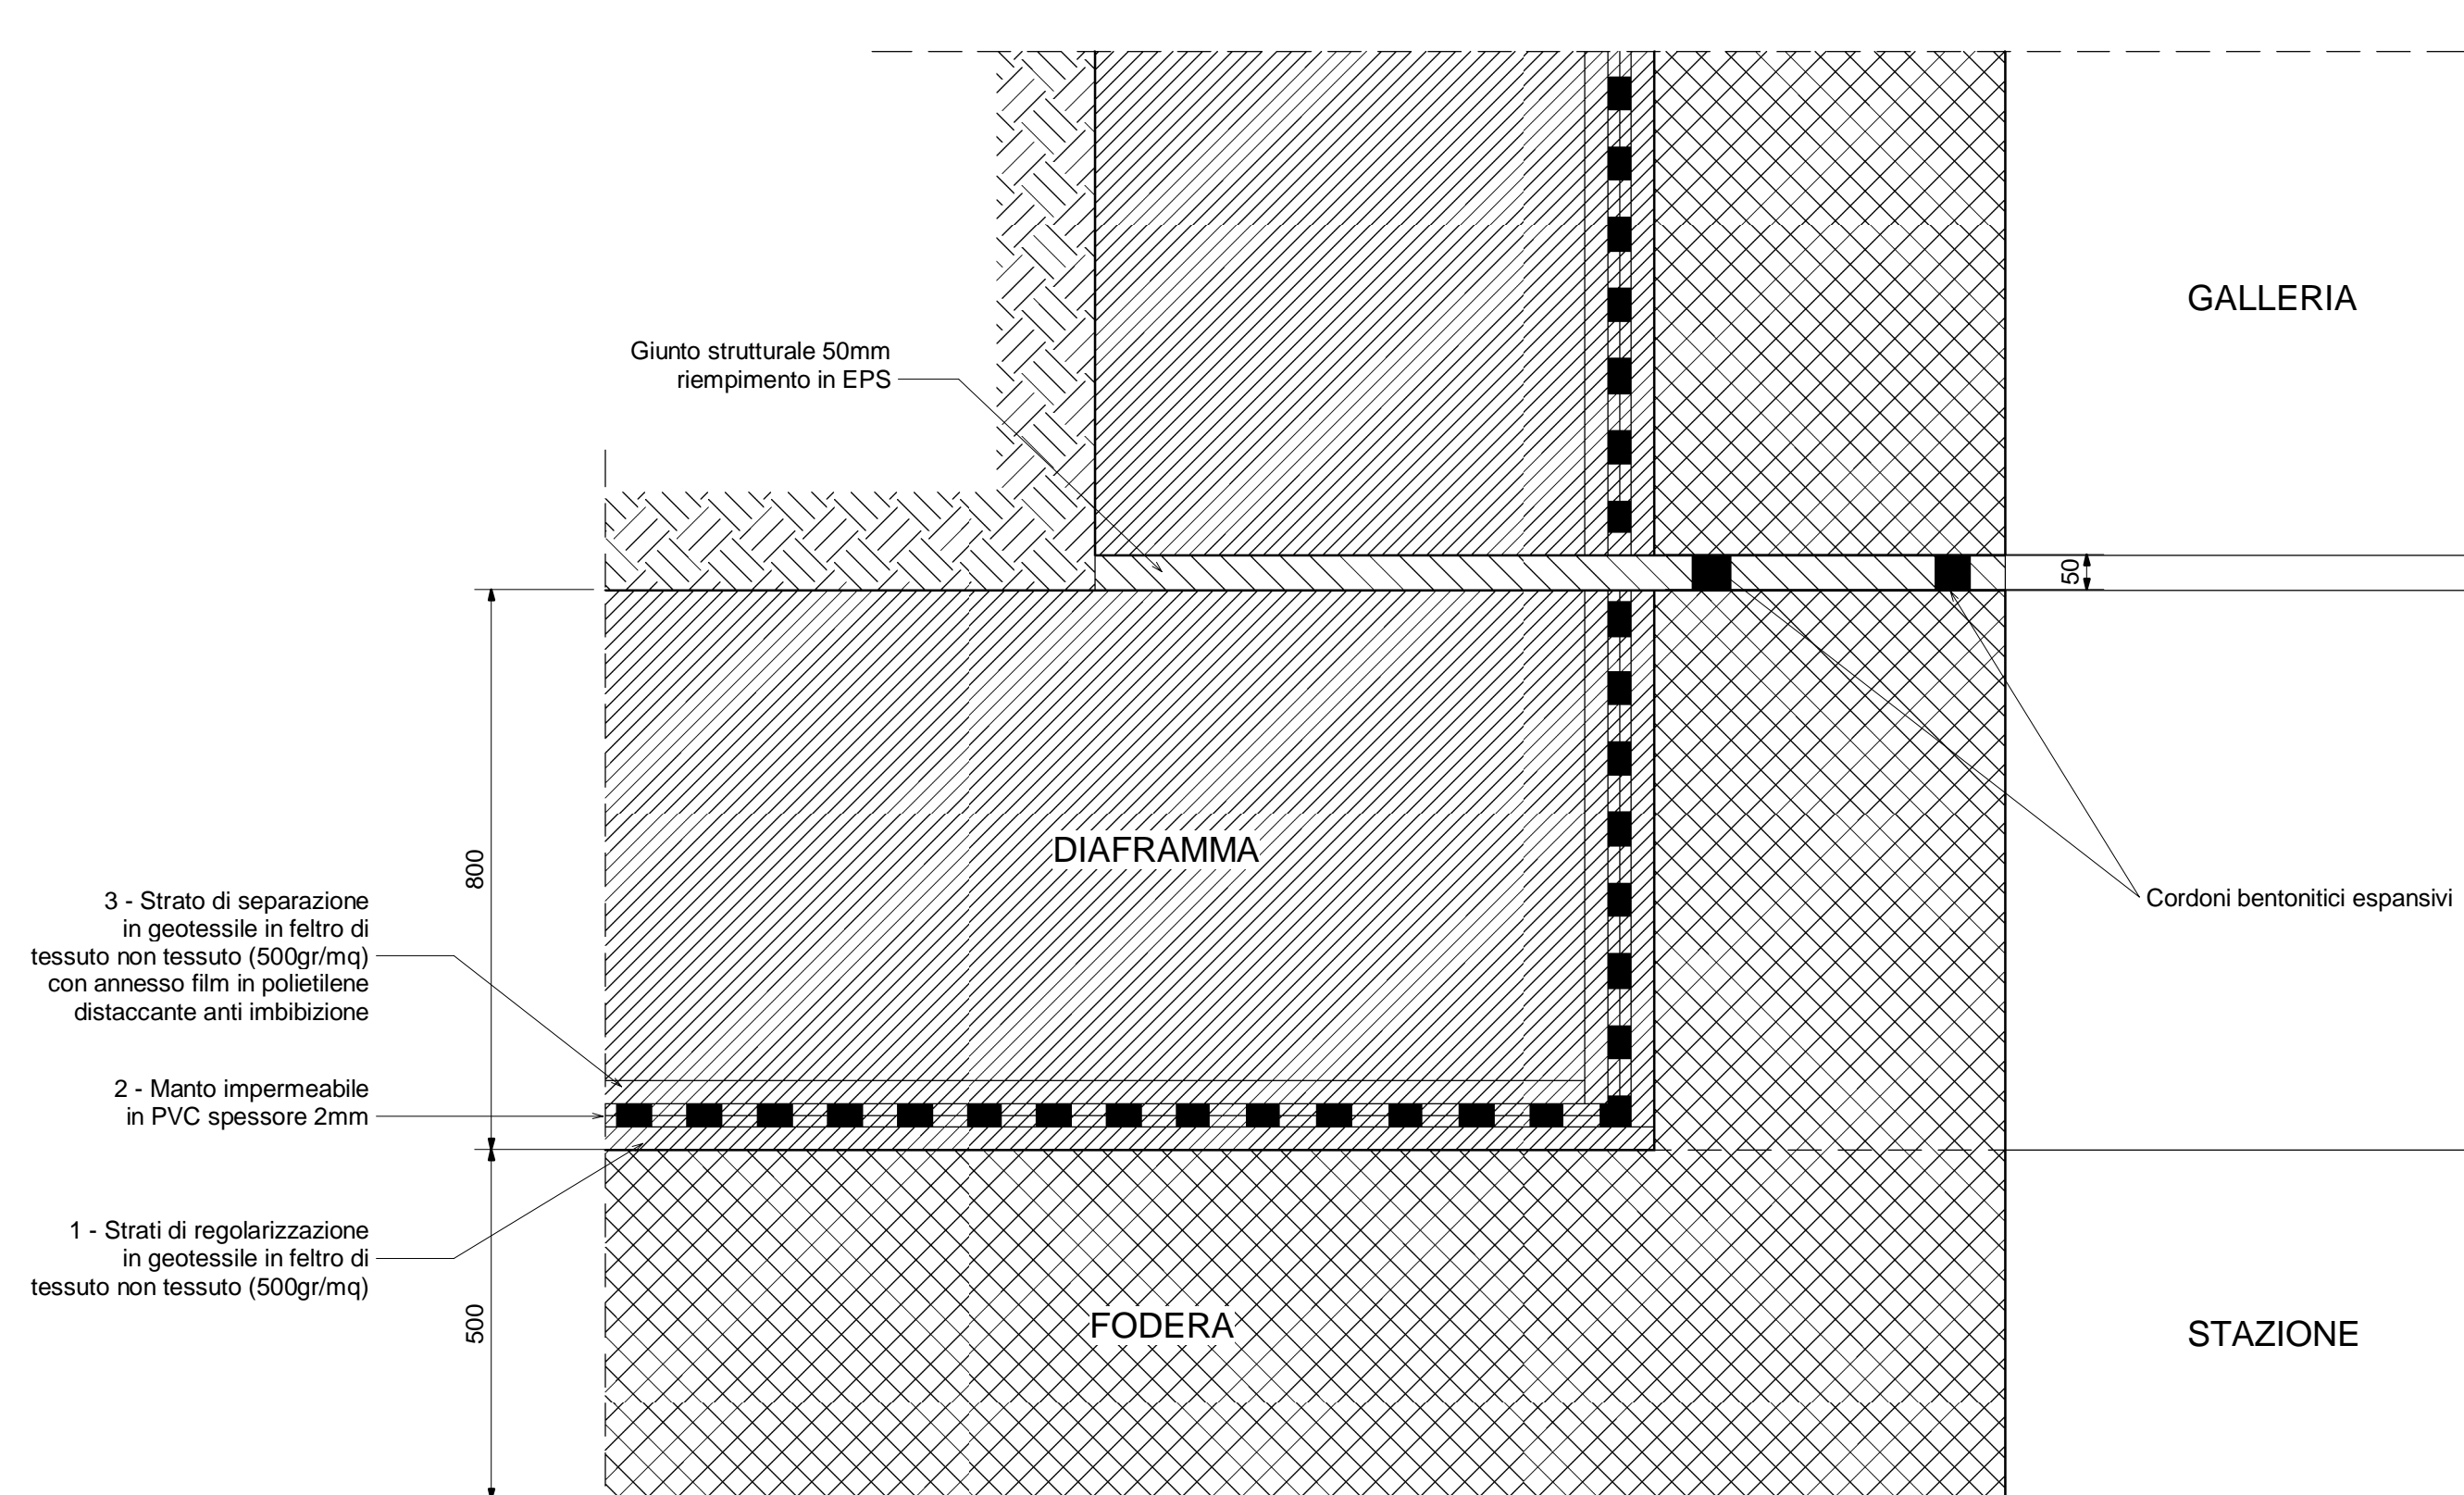 GALLERIA
Giunto strutturale 50mm
riempimento in EPS
50
DIAFRAMMA
800
3 - Strato di separazione
in geotessile in feltro di
tessuto non tessuto (500gr/mq)
con annesso film in polietilene
distaccante anti imbibizione
Cordoni bentonitici espansivi
2 - Manto impermeabile
in PVC spessore 2mm
1 - Strati di regolarizzazione
in geotessile in feltro di
tessuto non tessuto (500gr/mq)
500
FODERA
STAZIONE